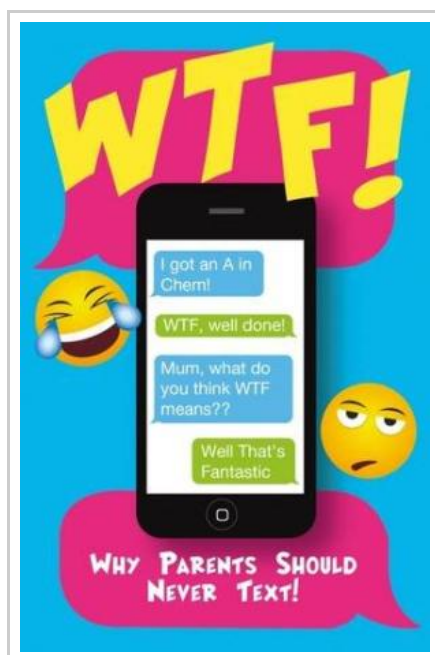 WTF!
I got an A in
Chem!
WTF, well done!
Mum, what do
you think WTF
means??
Well That's
Fantastic
WHY PARENTS SHOULD
NEVER TEXT!